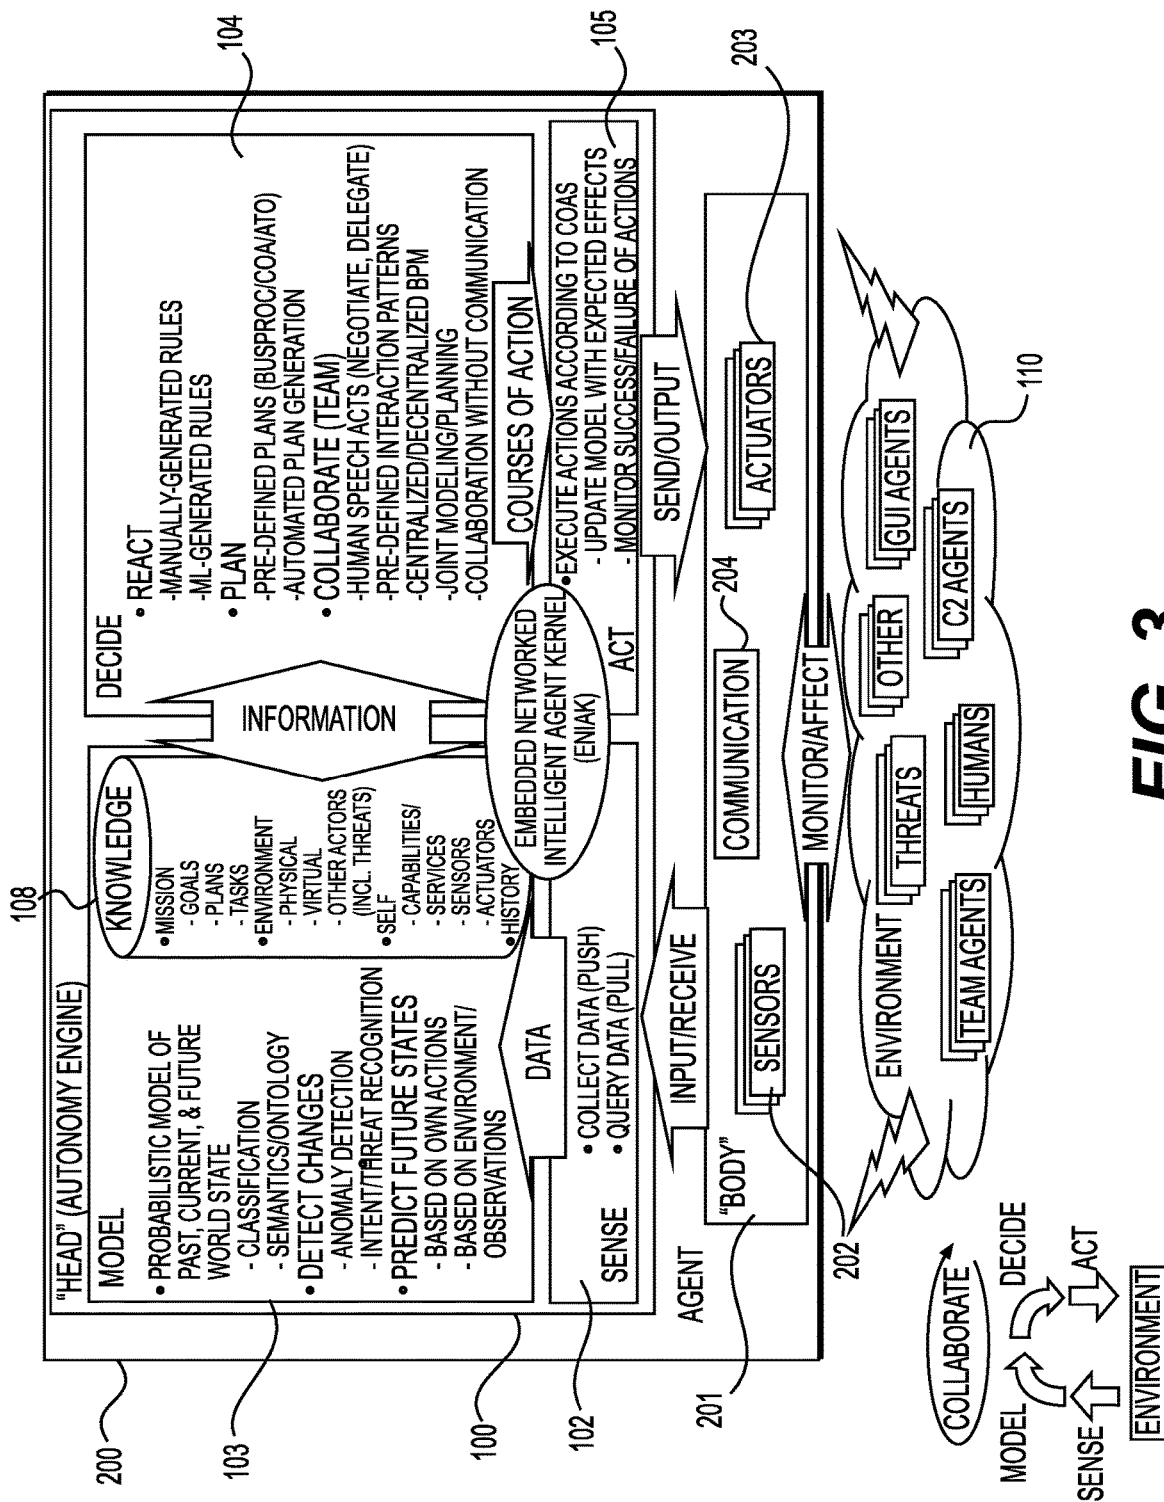 200
"HEAD" (AUTONOMY ENGINE)
108
104
MODEL
• PROBABILISTIC MODEL OF
PAST, CURRENT, & FUTURE
WORLD STATE
- CLASSIFICATION
- SEMANTICS/ONTOLOGY
• DETECT CHANGES
- ANOMALY DETECTION
- INTENT/THREAT RECOGNITION
• PREDICT FUTURE STATES
- BASED ON OWN ACTIONS
- BASED ON ENVIRONMENT/
OBSERVATIONS
103
KNOWLEDGE
• MISSION
- GOALS
- PLANS
- TASKS
• ENVIRONMENT
- PHYSICAL
- VIRTUAL
- OTHER ACTORS
(INCL. THREATS)
• SELF
- CAPABILITIES/
- SERVICES
- SENSORS
- ACTUATORS
• HISTORY
INFORMATION
DECIDE
• REACT
-MANUALLY-GENERATED RULES
-ML-GENERATED RULES
• PLAN
-PRE-DEFINED PLANS (BUSPROC/COA/ATO)
-AUTOMATED PLAN GENERATION
• COLLABORATE (TEAM)
-HUMAN SPEECH ACTS (NEGOTIATE, DELEGATE)
-PRE-DEFINED INTERACTION PATTERNS
-CENTRALIZED/DECENTRALIZED BPM
-JOINT MODELING/PLANNING
-COLLABORATION WITHOUT COMMUNICATION
100
DATA
EMBEDDED NETWORKED
INTELLIGENT AGENT KERNEL
(ENIAK)
COURSES OF ACTION
102
SENSE
• COLLECT DATA (PUSH)
• QUERY DATA (PULL)
ACT
• EXECUTE ACTIONS ACCORDING TO COAS
- UPDATE MODEL WITH EXPECTED EFFECTS
- MONITOR SUCCESS/FAILURE OF ACTIONS
105
AGENT
INPUT/RECEIVE
SEND/OUTPUT
201
"BODY"
SENSORS
COMMUNICATION
204
ACTUATORS
203
202
MONITOR/AFFECT
ENVIRONMENT
THREATS
OTHER
GUI AGENTS
TEAM AGENTS
HUMANS
C2 AGENTS
110
COLLABORATE
MODEL
DECIDE
SENSE
ACT
ENVIRONMENT
FIG. 3